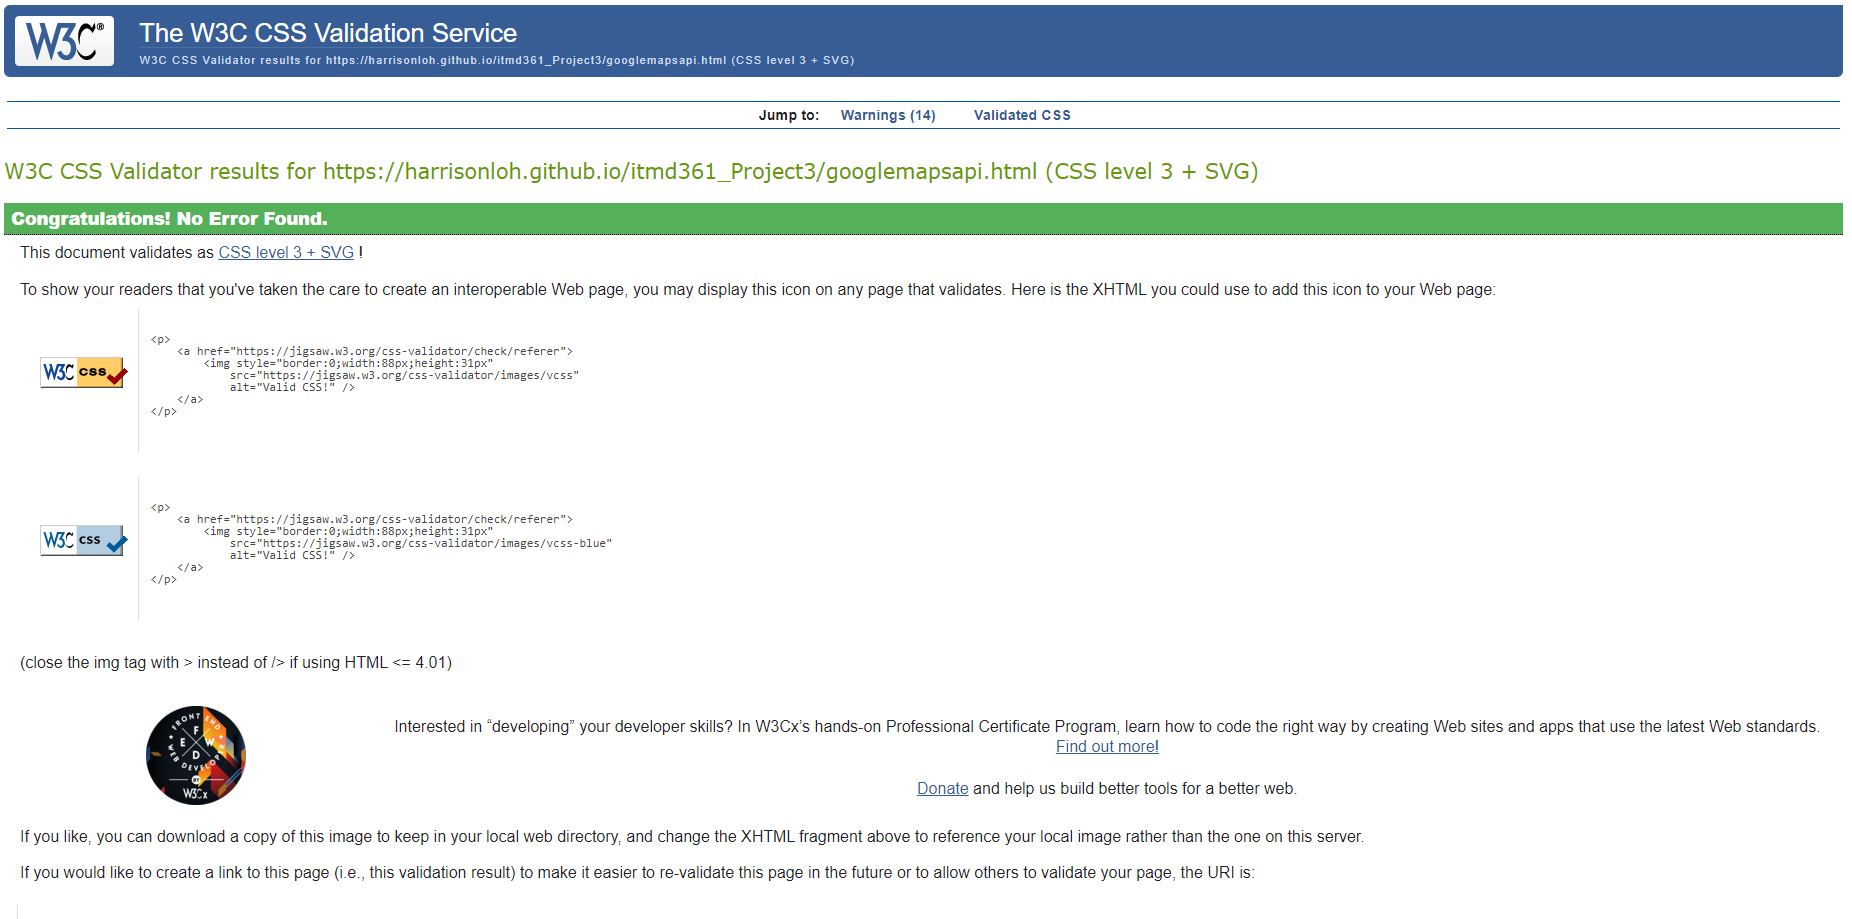 W3C®
The W3C CSS Validation Service
W3C CSS Validator results for https://harrisonloh.github.io/itmd361_Project3/googlemapsapi.html (CSS level 3 + SVG)
Jump to: Warnings (14) Validated CSS
W3C CSS Validator results for https://harrisonloh.github.io/itmd361_Project3/googlemapsapi.html (CSS level 3 + SVG)
Congratulations! No Error Found.
This document validates as CSS level 3 + SVG !
To show your readers that you've taken the care to create an interoperable Web page, you may display this icon on any page that validates. Here is the XHTML you could use to add this icon to your Web page:
W3C css
<p>
<a href="https://jigsaw.w3.org/css-validator/check/referer">
<img style="border:0;width:88px;height:31px"
src="https://jigsaw.w3.org/css-validator/images/vcss"
alt="Valid CSS!" />
</a>
</p>
W3C css
<p>
<a href="https://jigsaw.w3.org/css-validator/check/referer">
<img style="border:0;width:88px;height:31px"
src="https://jigsaw.w3.org/css-validator/images/vcss-blue"
alt="Valid CSS!" />
</a>
</p>
(close the img tag with > instead of /> if using HTML <= 4.01)
FRONT END
WEB DEVELOPER
F E W D
BY
W3Cx
Interested in “developing” your developer skills? In W3Cx’s hands-on Professional Certificate Program, learn how to code the right way by creating Web sites and apps that use the latest Web standards.
Find out more!
Donate and help us build better tools for a better web.
If you like, you can download a copy of this image to keep in your local web directory, and change the XHTML fragment above to reference your local image rather than the one on this server.
If you would like to create a link to this page (i.e., this validation result) to make it easier to re-validate this page in the future or to allow others to validate your page, the URI is: